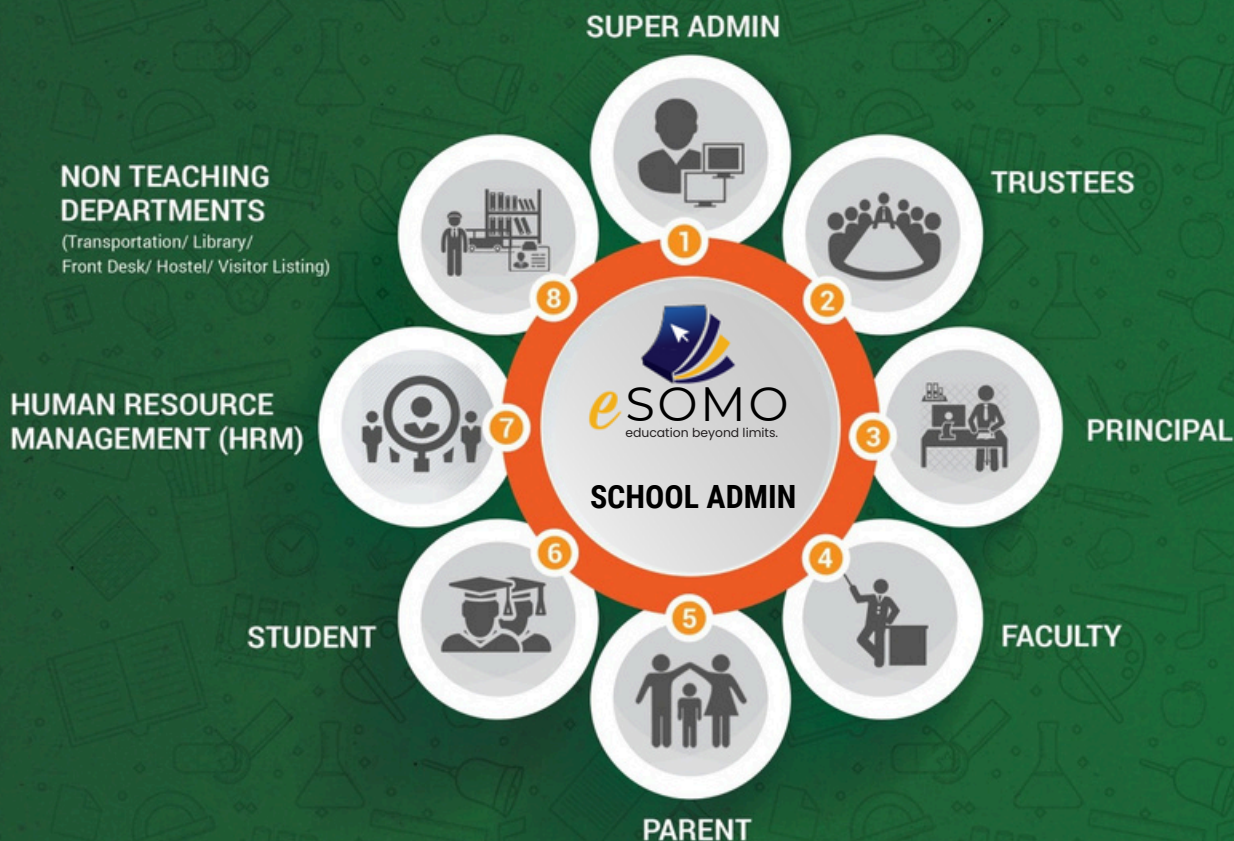 SUPER ADMIN
1
TRUSTEES
2
PRINCIPAL
3
FACULTY
4
PARENT
5
STUDENT
6
HUMAN RESOURCE
MANAGEMENT (HRM)
7
NON TEACHING
DEPARTMENTS
(Transportation/ Library/
Front Desk/ Hostel/ Visitor Listing)
8
eSOMO
education beyond limits.
SCHOOL ADMIN